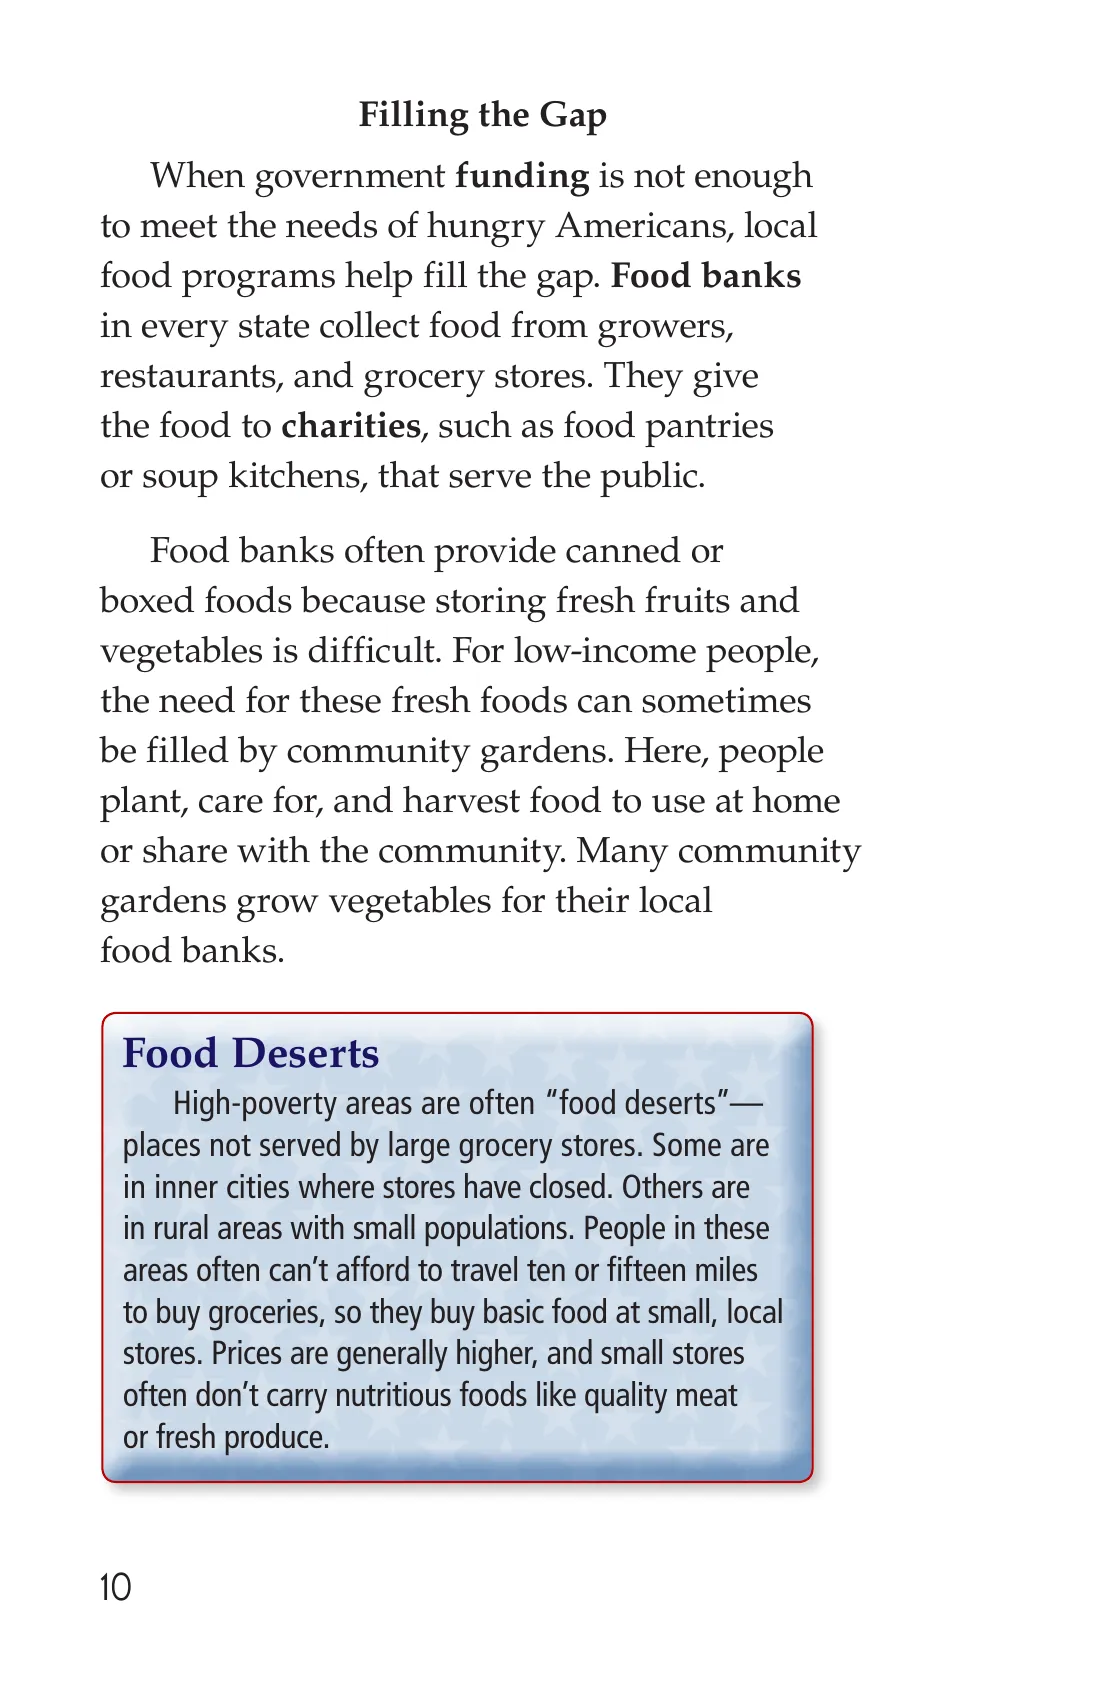 Filling the Gap
When government funding is not enough
to meet the needs of hungry Americans, local
food programs help fill the gap. Food banks
in every state collect food from growers,
restaurants, and grocery stores. They give
the food to charities, such as food pantries
or soup kitchens, that serve the public.
Food banks often provide canned or
boxed foods because storing fresh fruits and
vegetables is difficult. For low-income people,
the need for these fresh foods can sometimes
be filled by community gardens. Here, people
plant, care for, and harvest food to use at home
or share with the community. Many community
gardens grow vegetables for their local
food banks.
Food Deserts
High-poverty areas are often “food deserts”—
places not served by large grocery stores. Some are
in inner cities where stores have closed. Others are
in rural areas with small populations. People in these
areas often can’t afford to travel ten or fifteen miles
to buy groceries, so they buy basic food at small, local
stores. Prices are generally higher, and small stores
often don’t carry nutritious foods like quality meat
or fresh produce.
10